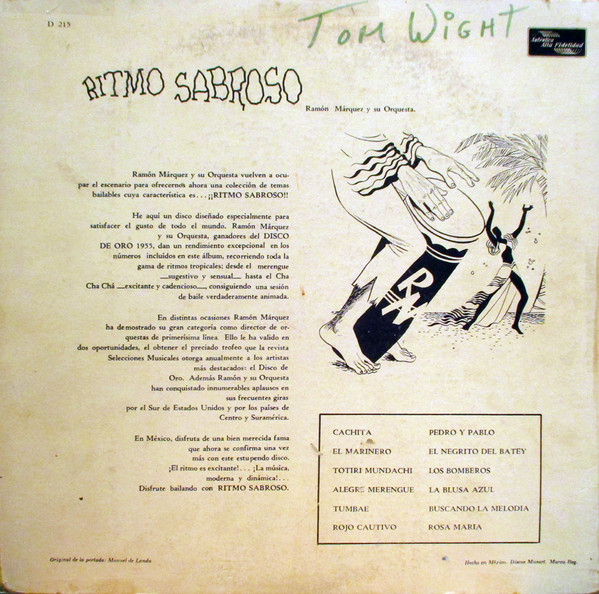 D 215
TOM WIGHT
Auténtica
Alta Fidelidad
RITMO SABROSO
Ramón Márquez y su Orquesta.
Ramón Márquez y su Orquesta vuelven a ocu-
par el escenario para ofrecernos ahora una colección de temas
bailables cuya característica es... ¡¡RITMO SABROSO!!
He aquí un disco diseñado especialmente para
satisfacer el gusto de todo el mundo. Ramón Márquez
y su Orquesta, ganadores del DISCO
DE ORO 1955, dan un rendimiento excepcional en los
números incluídos en este álbum, recorriendo toda la
gama de ritmos tropicales; desde el merengue
—sugestivo y sensual— hasta el Cha
Cha Chá —excitante y cadencioso—, consiguiendo una sesión
de baile verdaderamente animada.
En distintas ocasiones Ramón Márquez
ha demostrado su gran categoría como director de or-
questas de primerísima línea. Ello le ha valido en
dos oportunidades, el obtener el preciado trofeo que la revista
Selecciones Musicales otorga anualmente a los artistas
más destacados: el Disco de
Oro. Además Ramón y su Orquesta
han conquistado innumerables aplausos en
sus frecuentes giras
por el Sur de Estados Unidos y por los países de
Centro y Suramérica.
En México, disfruta de una bien merecida fama
que ahora se confirma una ver
más con este estupendo disco.
¡El ritmo es excitante!... ¡La música,
moderna y dinámica!...
Disfrute bailando con RITMO SABROSO.
RM
CACHITA PEDRO Y PABLO
EL MARINERO EL NEGRITO DEL BATEY
TOTIRI MUNDACHI LOS BOMBEROS
ALEGRE MERENGUE LA BLUSA AZUL
TUMBAE BUSCANDO LA MELODIA
ROJO CAUTIVO ROSA MARIA
Original de la portada: Manuel de Landa
Hecho en México. Discos Musart. Marca Reg.